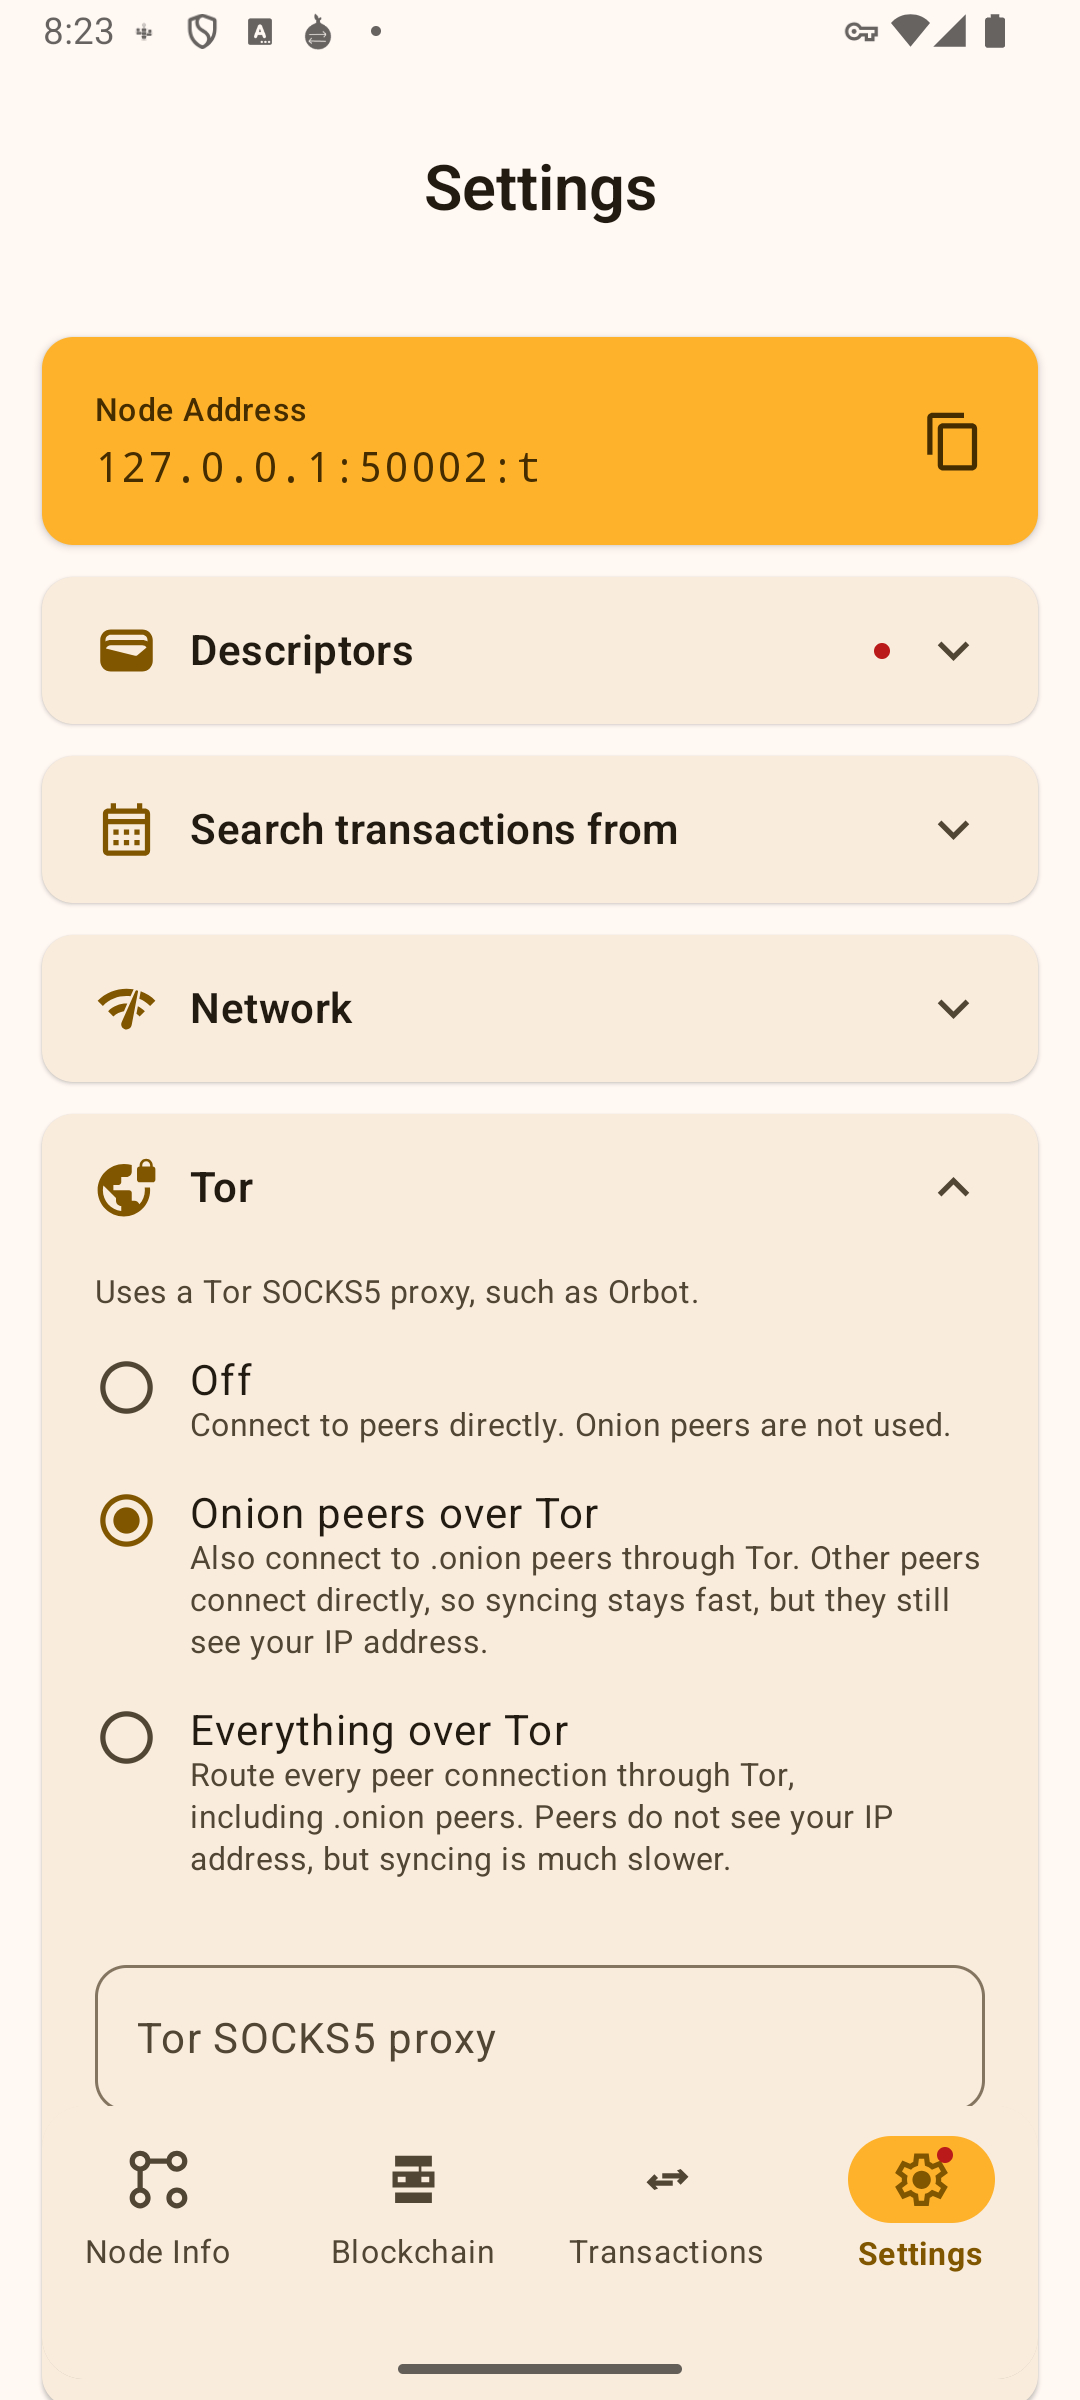 8:23
Settings
Node Address
127.0.0.1:50002:t
Descriptors
Search transactions from
Network
Tor
Uses a Tor SOCKS5 proxy, such as Orbot.
Off
Connect to peers directly. Onion peers are not used.
Onion peers over Tor
Also connect to .onion peers through Tor. Other peers
connect directly, so syncing stays fast, but they still
see your IP address.
Everything over Tor
Route every peer connection through Tor,
including .onion peers. Peers do not see your IP
address, but syncing is much slower.
Tor SOCKS5 proxy
Node Info
Blockchain
Transactions
Settings